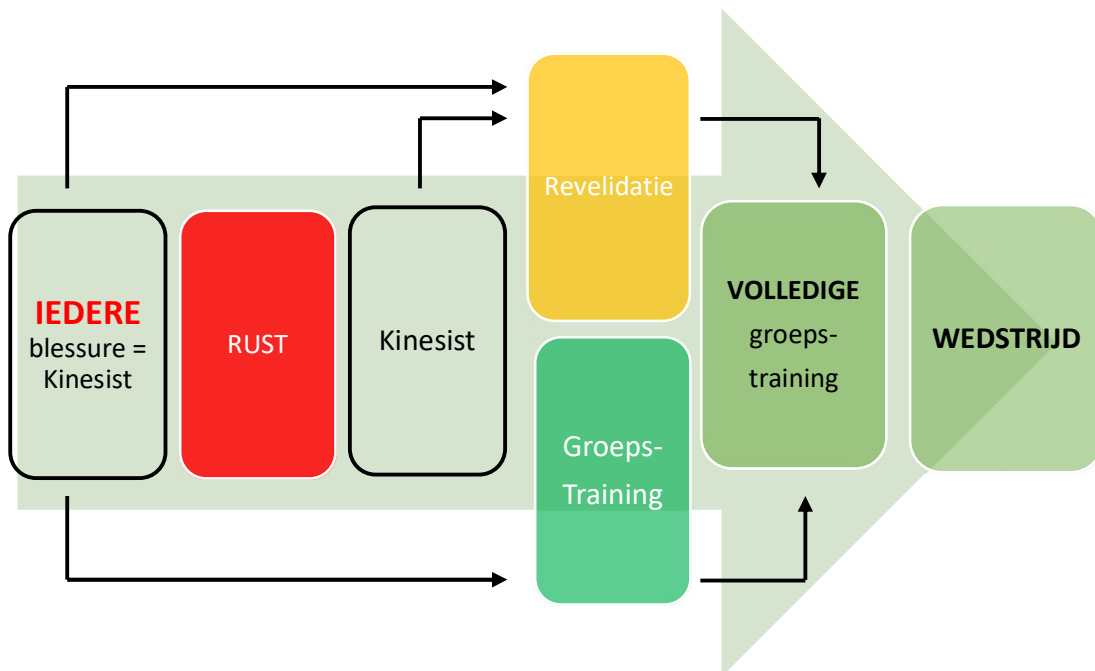 IEDERE
blessure =
Kinesist
RUST
Kinesist
Revelidatie
Groeps-
Training
VOLLEDIGE
groeps-
training
WEDSTRIJD